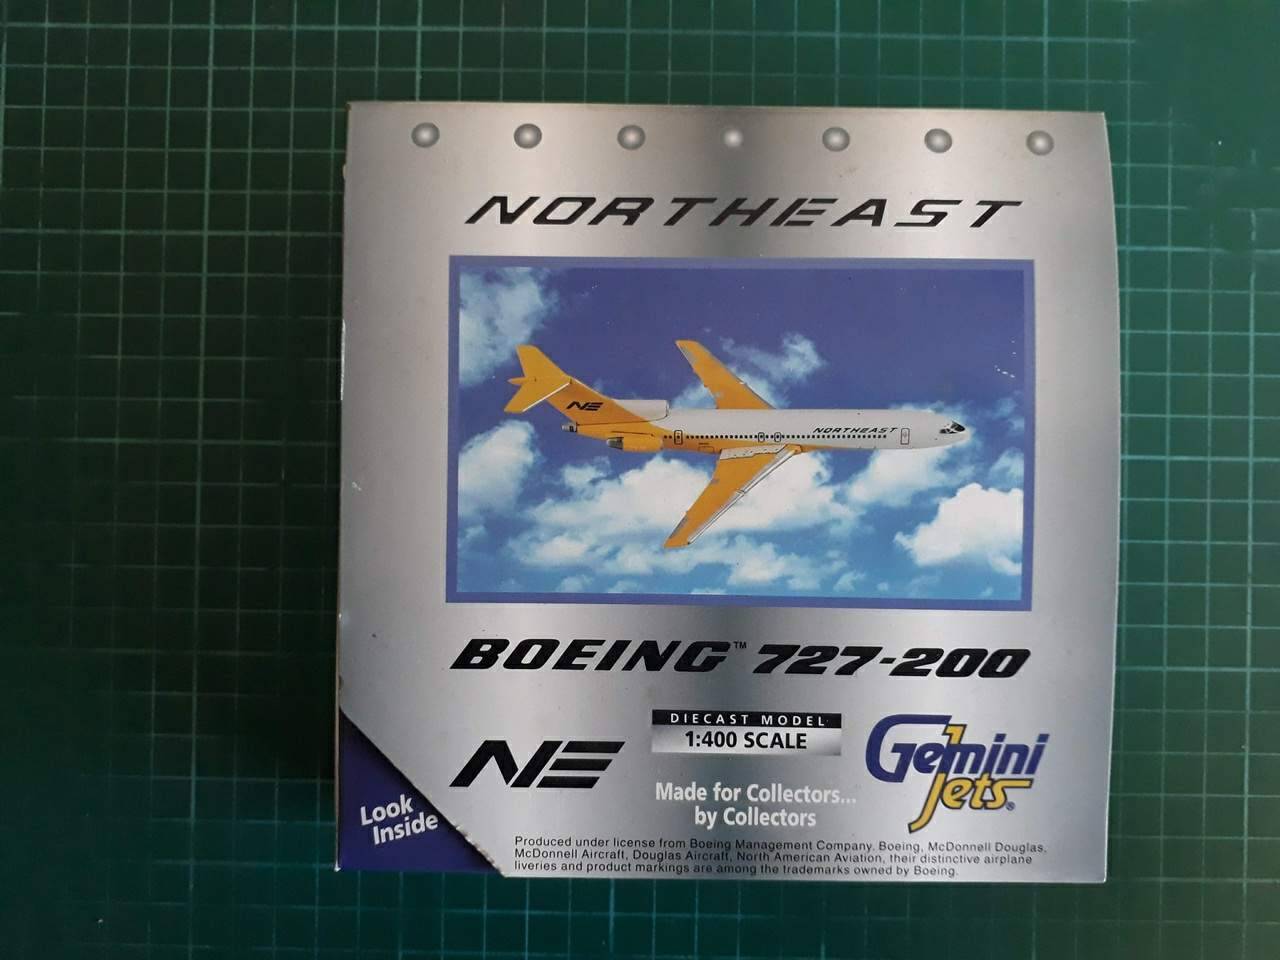 NORTHEAST
NE
NORTHEAST
BOEING™ 727-200
NE
DIECAST MODEL
1:400 SCALE
Gemini
Jets®
Made for Collectors...
by Collectors
Look
Inside
Produced under license from Boeing Management Company. Boeing, McDonnell Douglas,
McDonnell Aircraft, Douglas Aircraft, North American Aviation, their distinctive airplane
liveries and product markings are among the trademarks owned by Boeing.